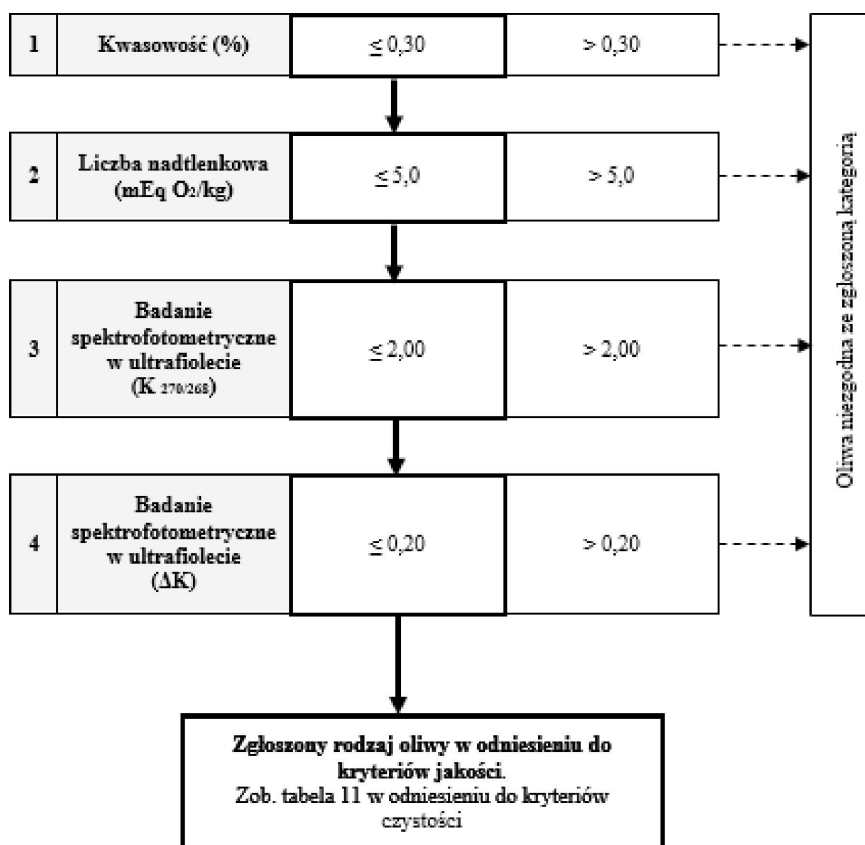 1 Kwasowość (%) ≤ 0,30 > 0,30
2 Liczba nadtlenkowa
(mEq O₂/kg) ≤ 5,0 > 5,0
3 Badanie
spektrofotometryczne
w ultrafiolecie
(K 270/268) ≤ 2,00 > 2,00
4 Badanie
spektrofotometryczne
w ultrafiolecie
(ΔK) ≤ 0,20 > 0,20
Oliwa niezgodna ze zgłoszoną kategorią
Zgłoszony rodzaj oliwy w odniesieniu do
kryteriów jakości.
Zob. tabela 11 w odniesieniu do kryteriów
czystości